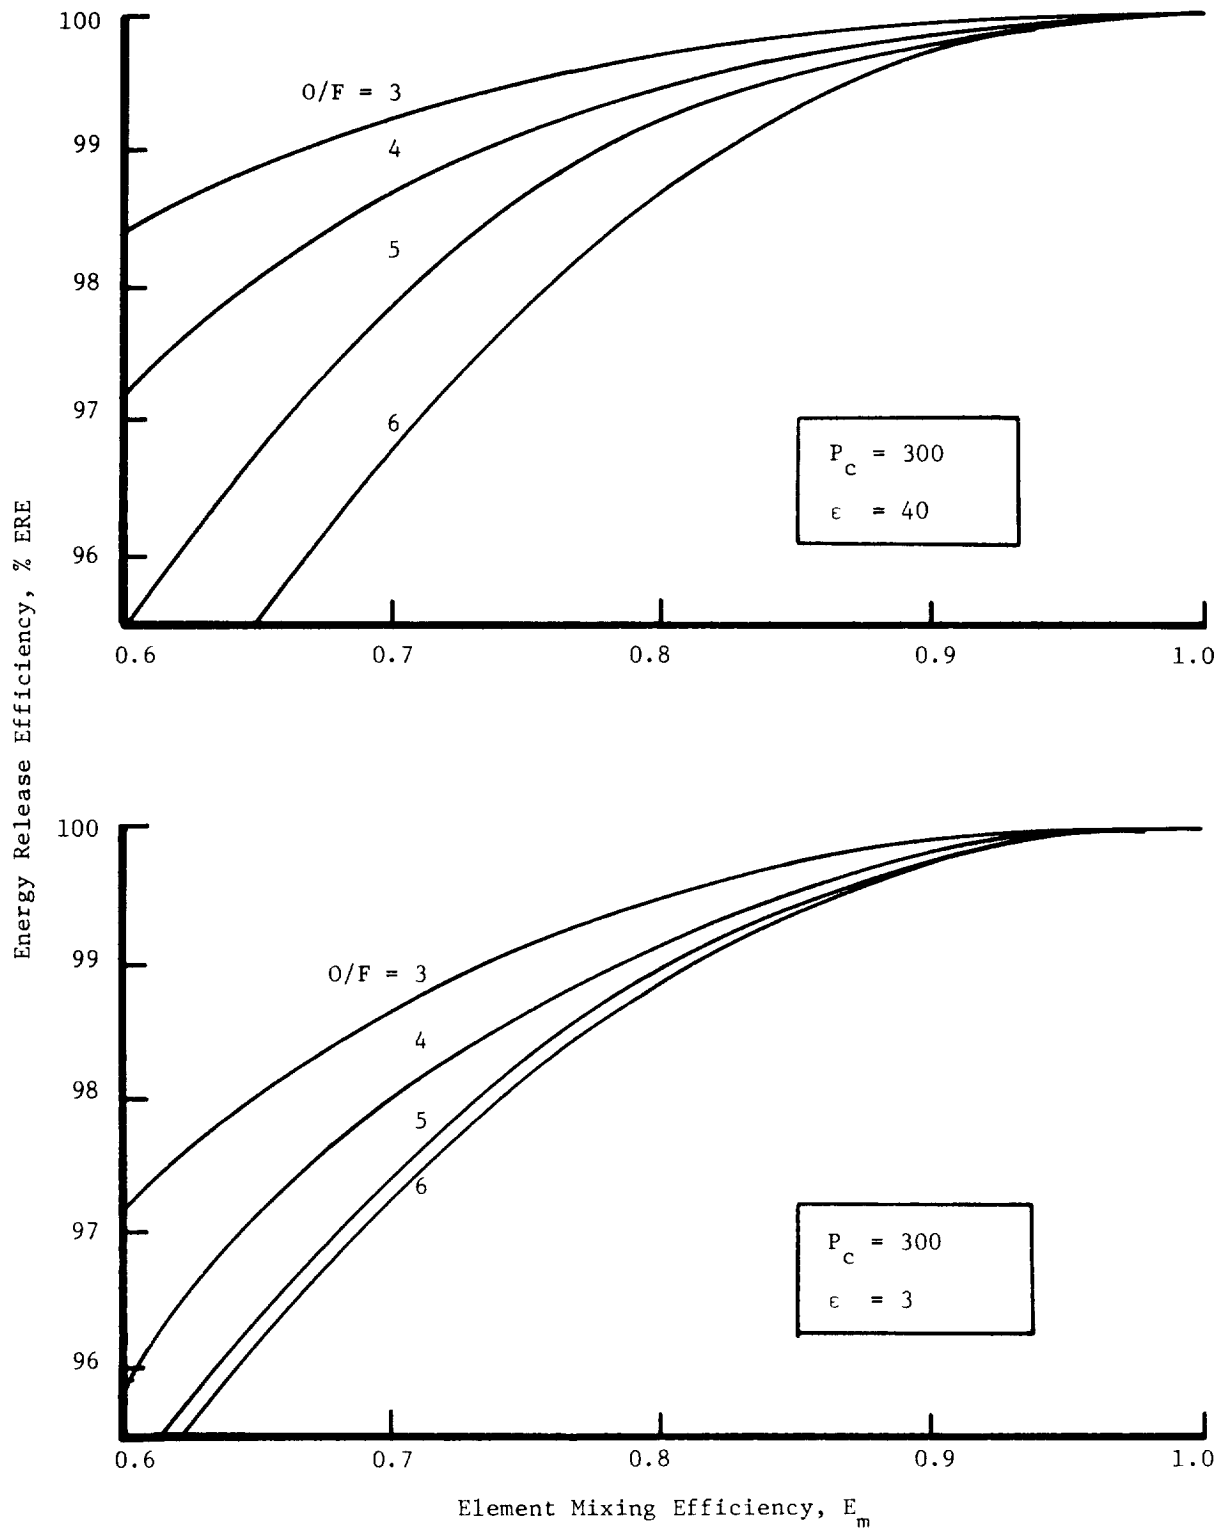 Energy Release Efficiency, % ERE
100
99
98
97
96
O/F = 3
4
5
6
P_c = 300
ε = 40
0.6 0.7 0.8 0.9 1.0
100
99
98
97
96
O/F = 3
4
5
6
P_c = 300
ε = 3
0.6 0.7 0.8 0.9 1.0
Element Mixing Efficiency, E_m